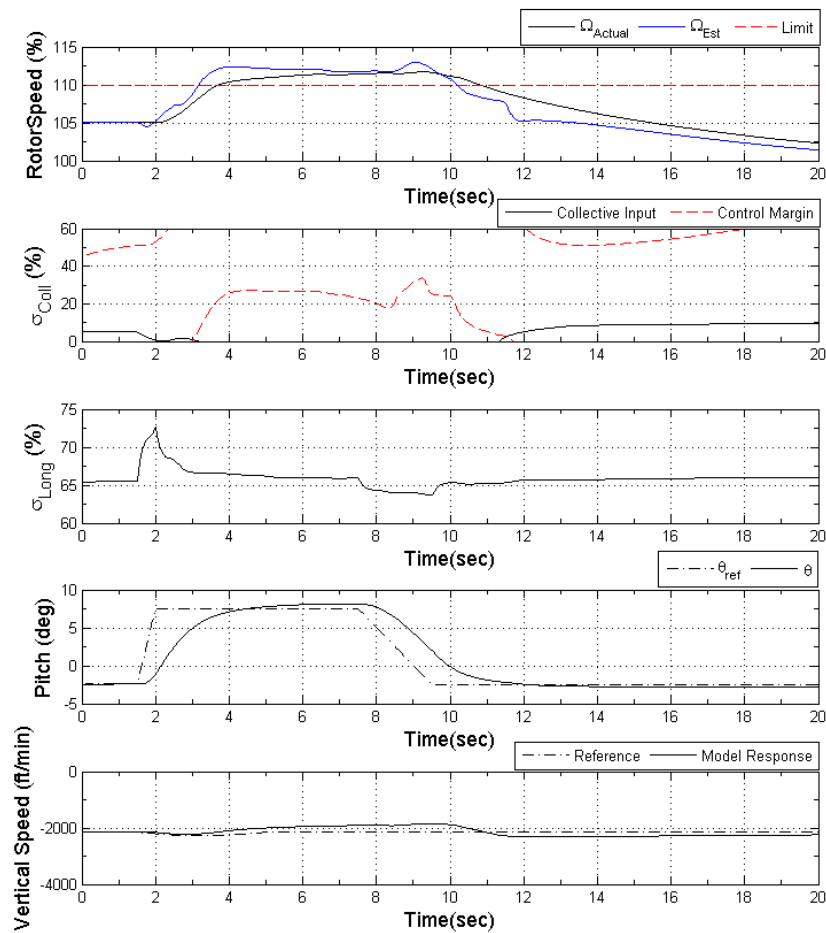 Ω_Actual Ω_Est Limit
115
110
105
100
RotorSpeed (%)
0 2 4 6 8 10 12 14 16 18 20
Time(sec)
Collective Input Control Margin
60
40
20
0
σ_Coll (%)
0 2 4 6 8 10 12 14 16 18 20
Time(sec)
75
70
65
60
σ_Long (%)
0 2 4 6 8 10 12 14 16 18 20
Time(sec)
θ_ref θ
10
5
0
-5
Pitch (deg)
0 2 4 6 8 10 12 14 16 18 20
Time(sec)
Reference Model Response
0
-2000
-4000
Vertical Speed (ft/min)
0 2 4 6 8 10 12 14 16 18 20
Time(sec)